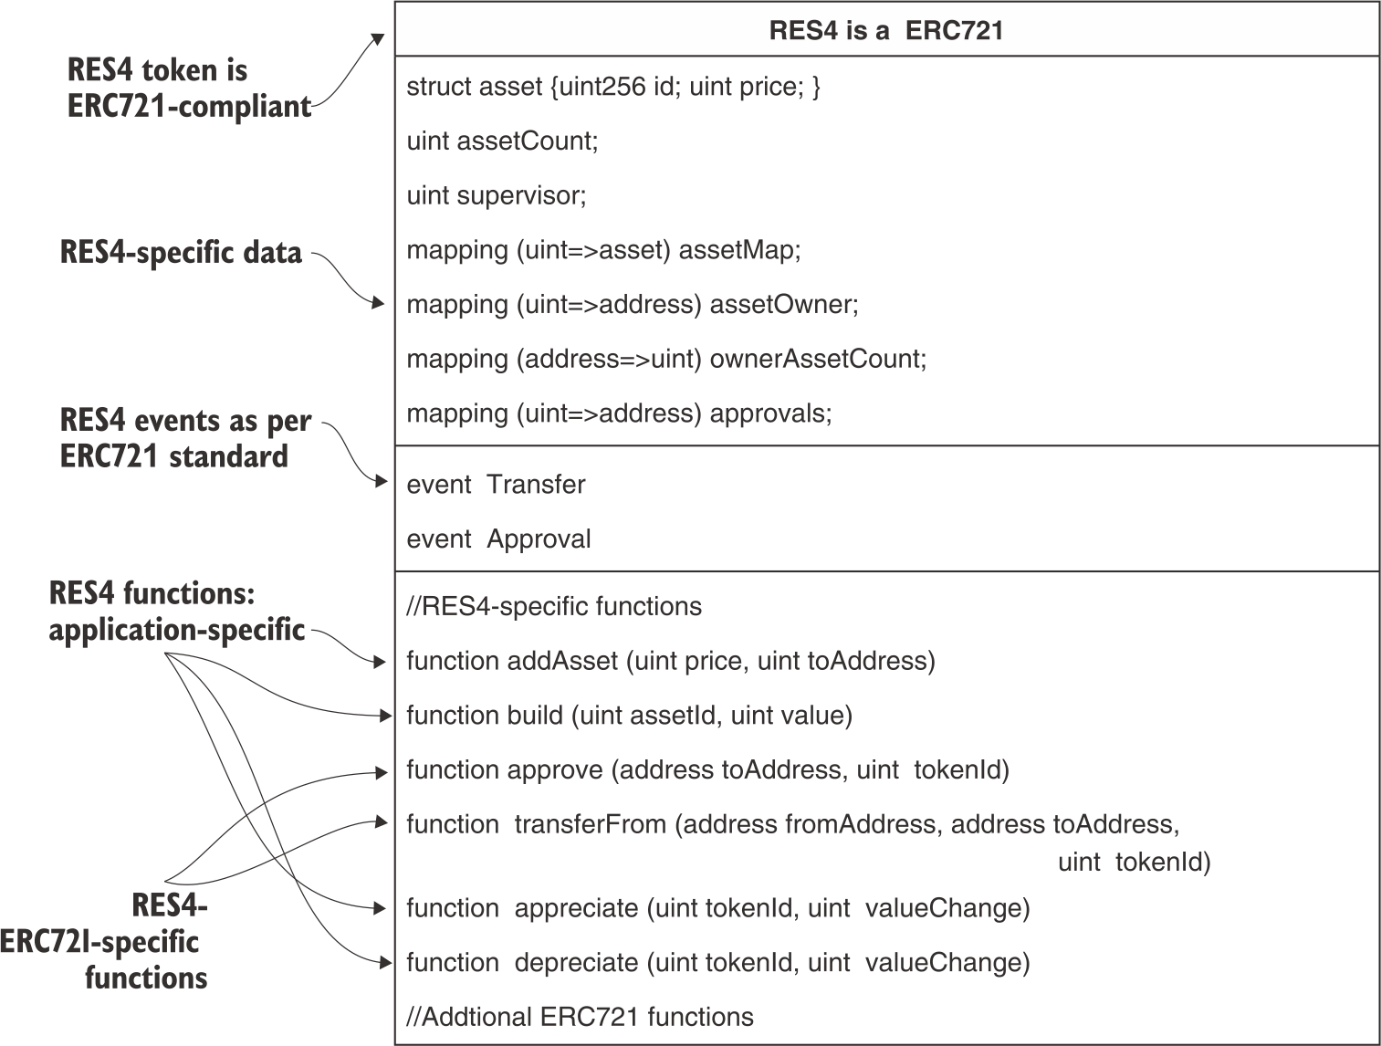 RES4 is a ERC721
RES4 token is
ERC721-compliant
struct asset {uint256 id; uint price; }
uint assetCount;
uint supervisor;
mapping (uint=>asset) assetMap;
RES4-specific data
mapping (uint=>address) assetOwner;
mapping (address=>uint) ownerAssetCount;
mapping (uint=>address) approvals;
RES4 events as per
ERC721 standard
event Transfer
event Approval
RES4 functions:
application-specific
//RES4-specific functions
function addAsset (uint price, uint toAddress)
function build (uint assetId, uint value)
function approve (address toAddress, uint tokenId)
function transferFrom (address fromAddress, address toAddress,
uint tokenId)
RES4-
ERC72I-specific
functions
function appreciate (uint tokenId, uint valueChange)
function depreciate (uint tokenId, uint valueChange)
//Addtional ERC721 functions